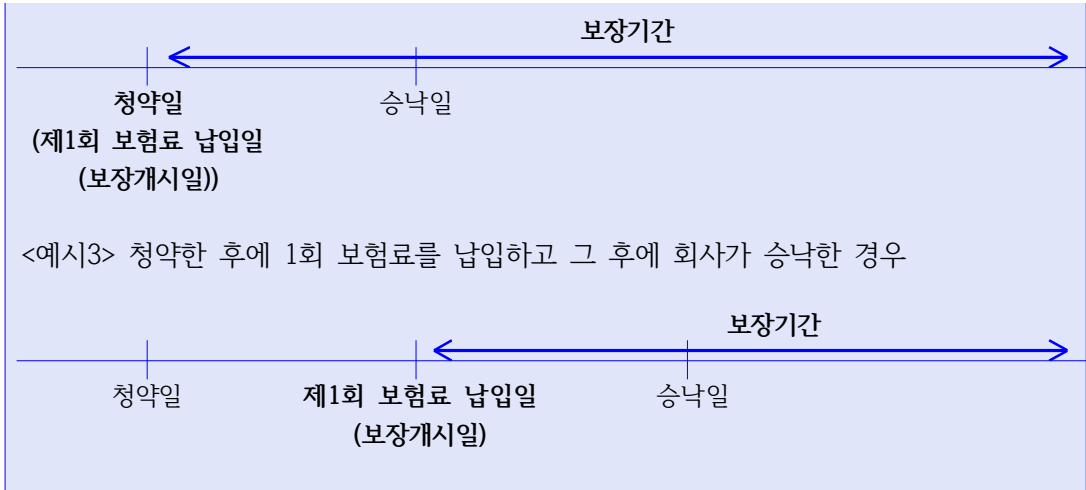 보장기간
청약일 승낙일
(제1회 보험료 납입일
(보장개시일))
<예시3> 청약한 후에 1회 보험료를 납입하고 그 후에 회사가 승낙한 경우
보장기간
청약일 제1회 보험료 납입일 승낙일
(보장개시일)